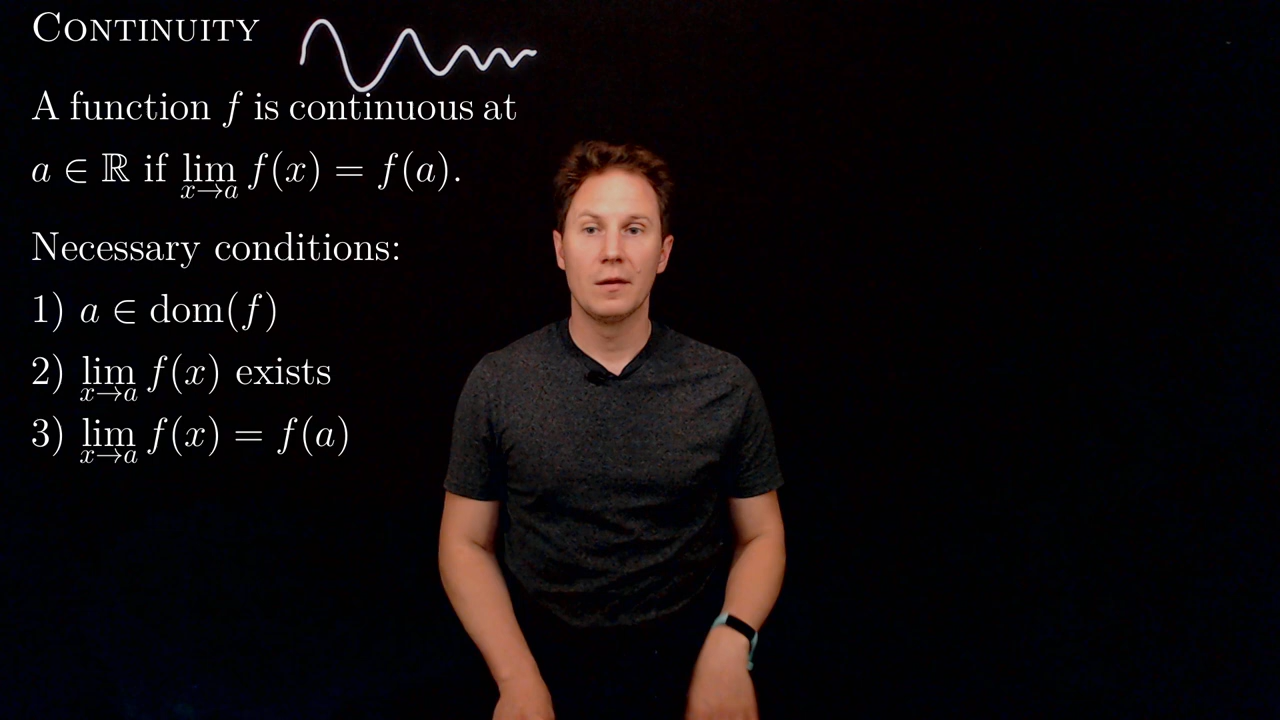 CONTINUITY
A function f is continuous at
a ∈ ℝ if lim_{x→a} f(x) = f(a).
Necessary conditions:
1) a ∈ dom(f)
2) lim_{x→a} f(x) exists
3) lim_{x→a} f(x) = f(a)